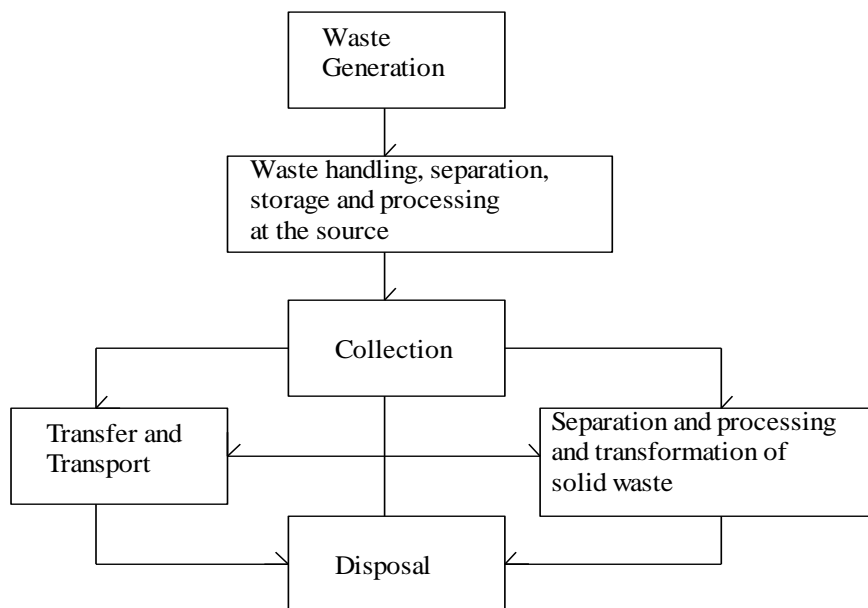 Waste
Generation
Waste handling, separation,
storage and processing
at the source
Collection
Transfer and
Transport
Separation and processing
and transformation of
solid waste
Disposal